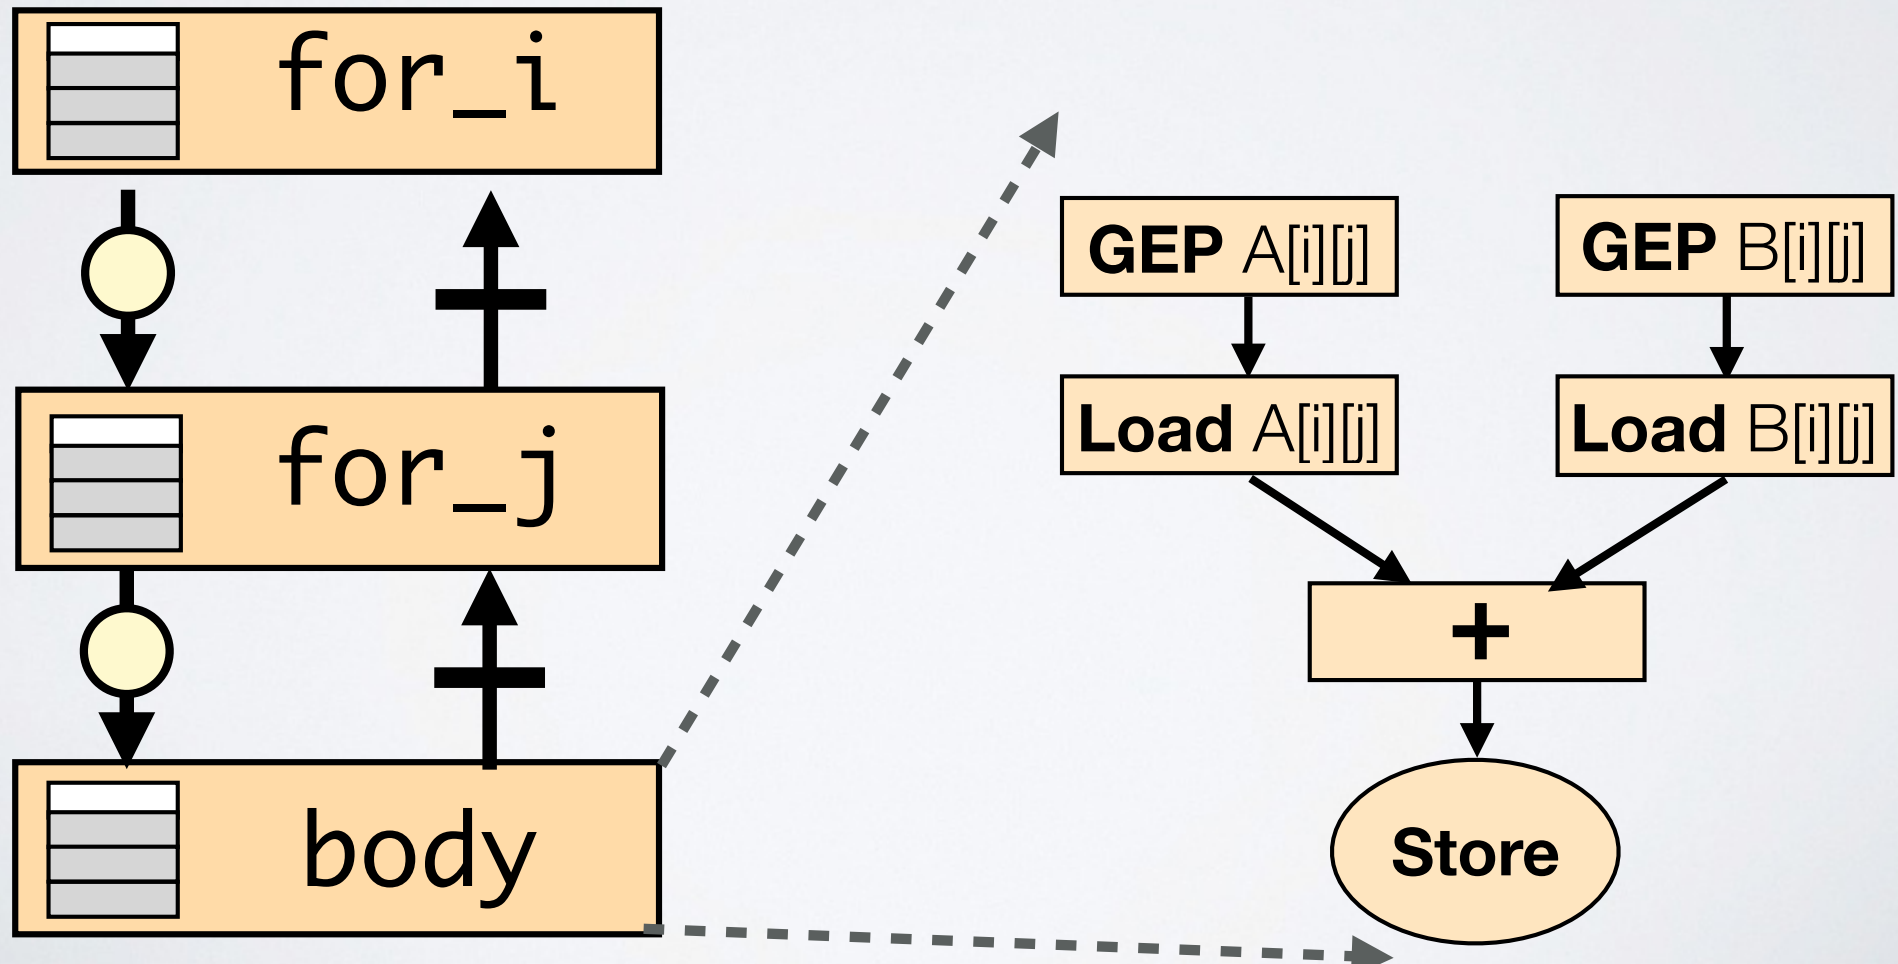 for_i
for_j
body
GEP A[i][j]
GEP B[i][j]
Load A[i][j]
Load B[i][j]
+
Store